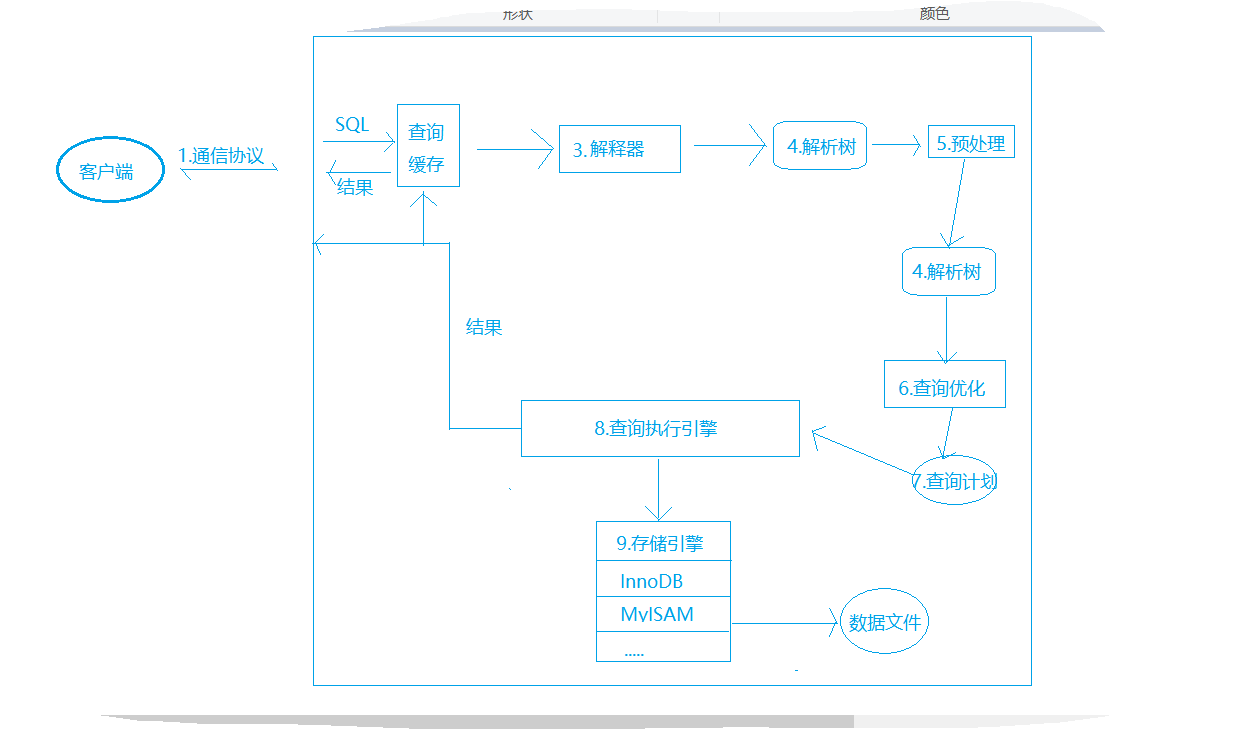 形状 颜色
SQL
查询
缓存
结果
客户端
1.通信协议
3.解释器
4.解析树
5.预处理
4.解析树
结果
6.查询优化
8.查询执行引擎
7.查询计划
9.存储引擎
InnoDB
MyISAM
.....
数据文件